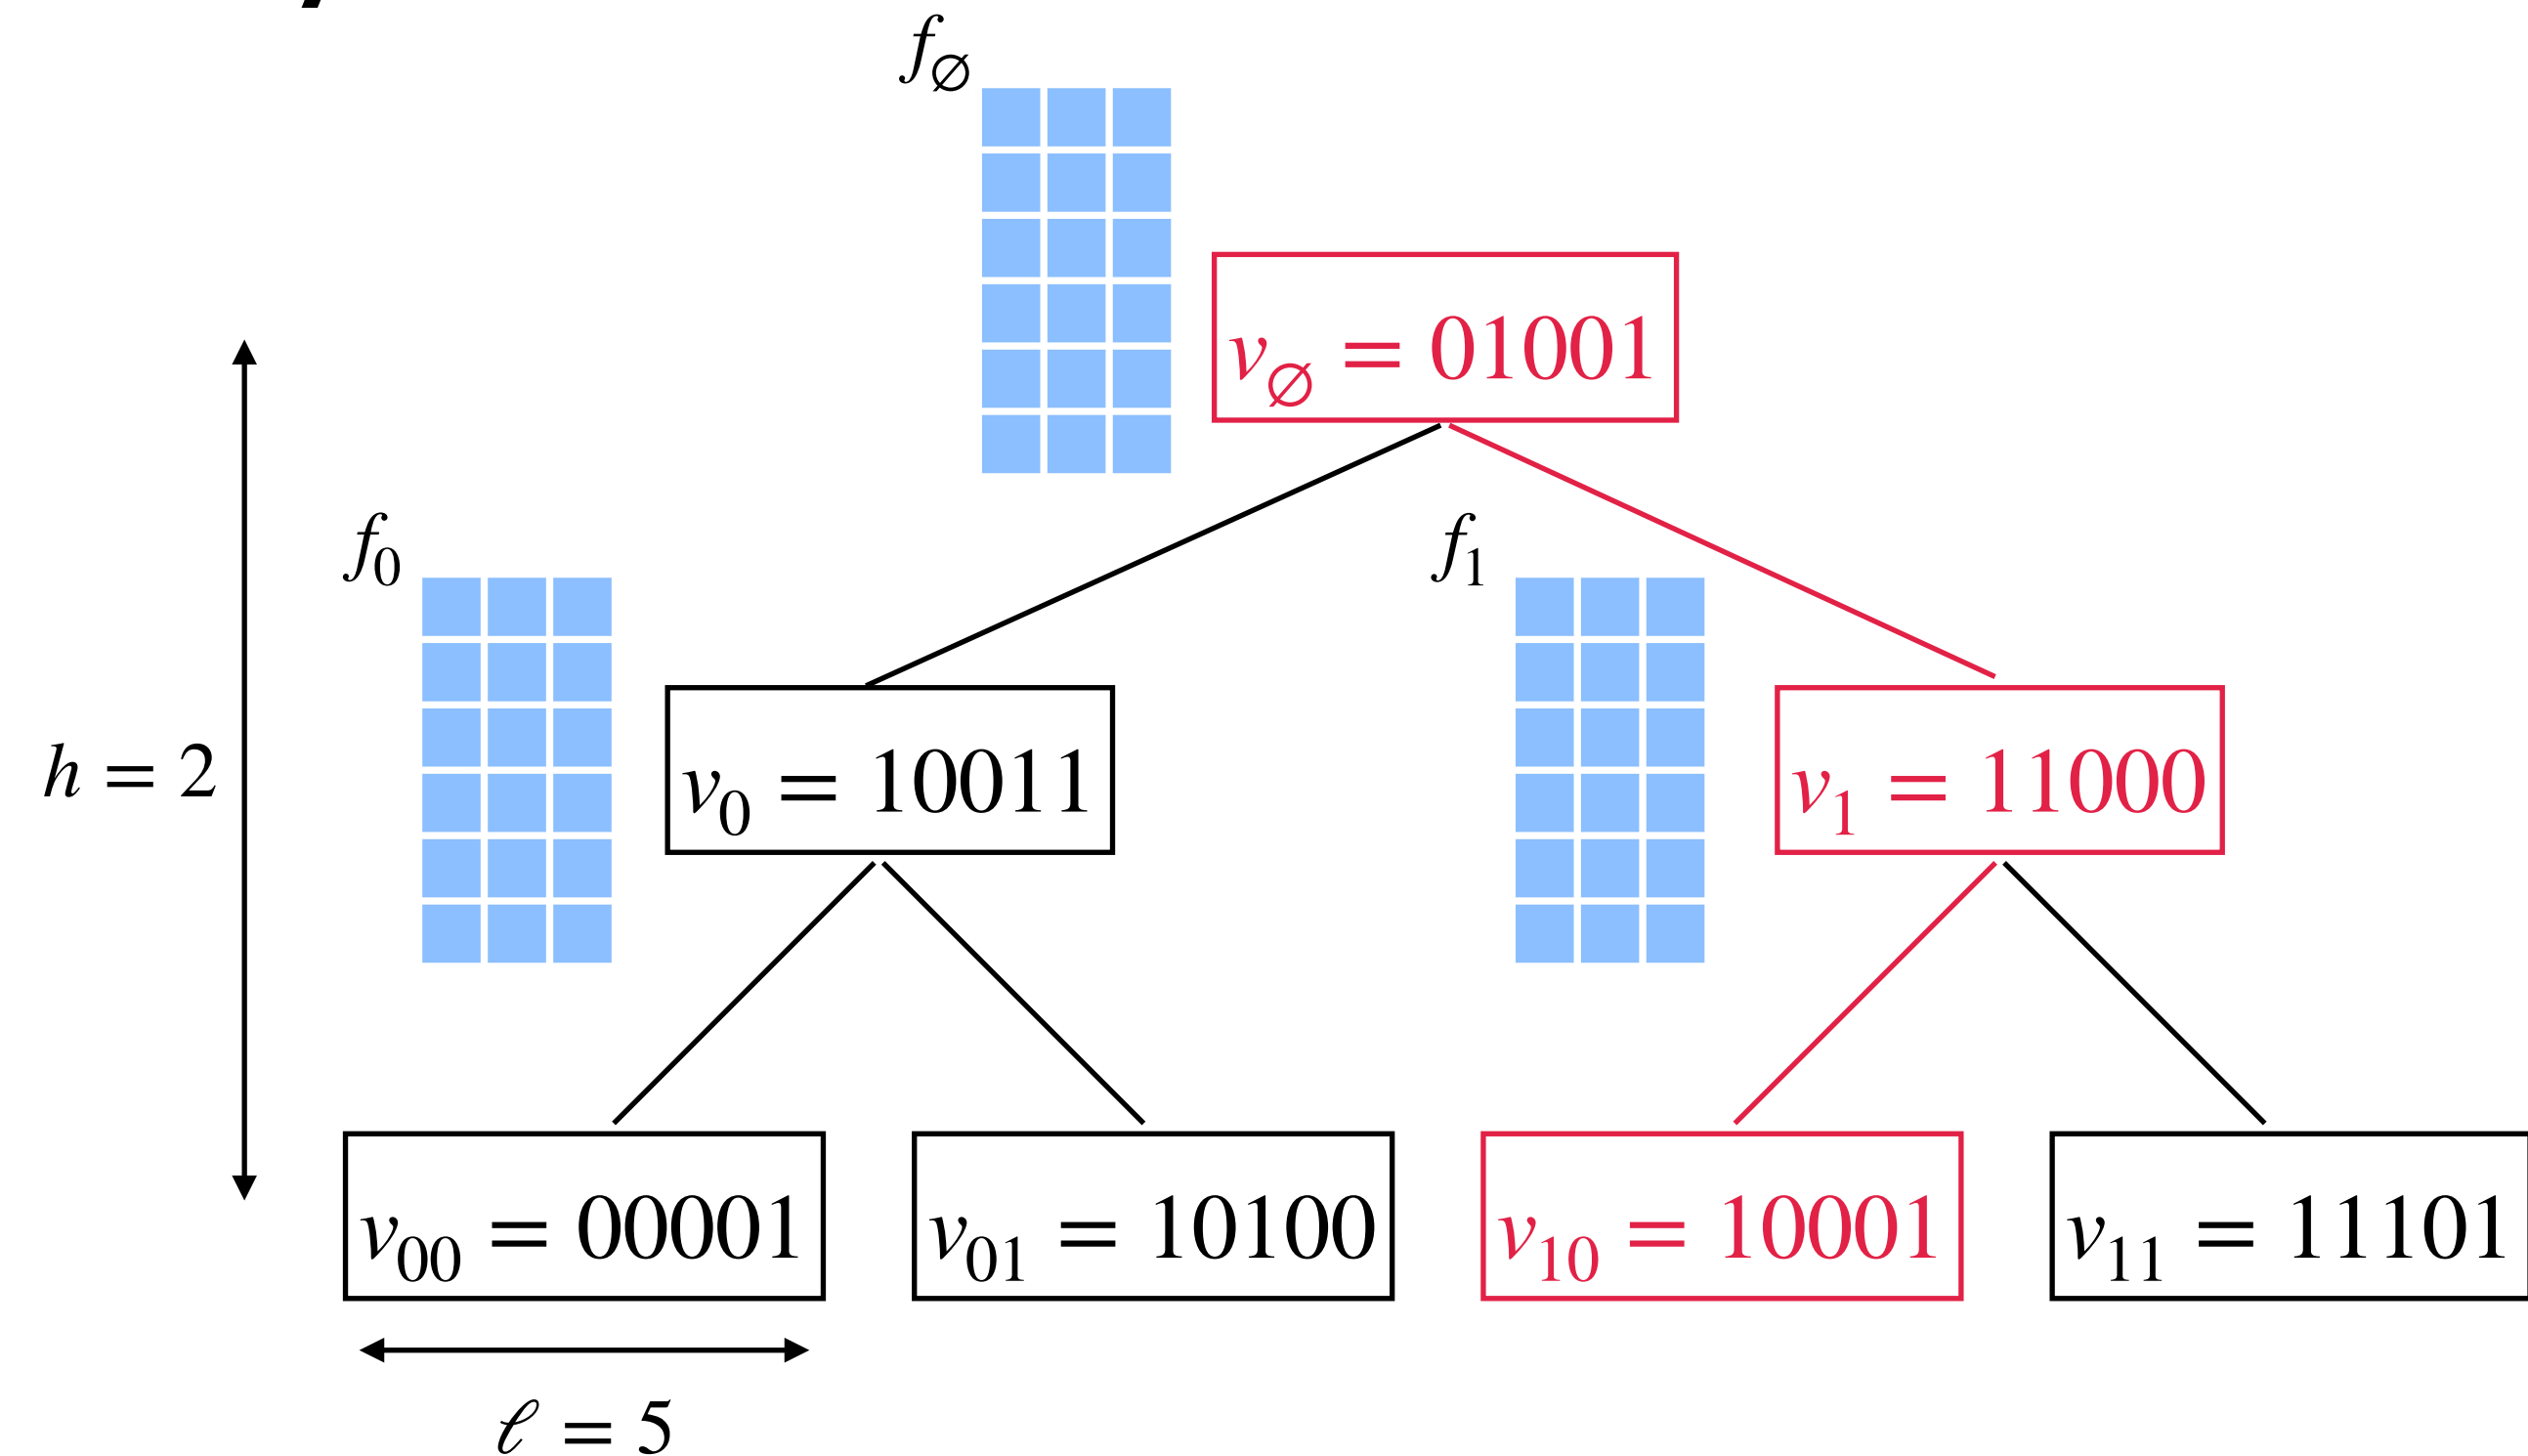 f∅
v∅ = 01001
f0
f1
h = 2
v0 = 10011
v1 = 11000
v00 = 00001
v01 = 10100
v10 = 10001
v11 = 11101
ℓ = 5